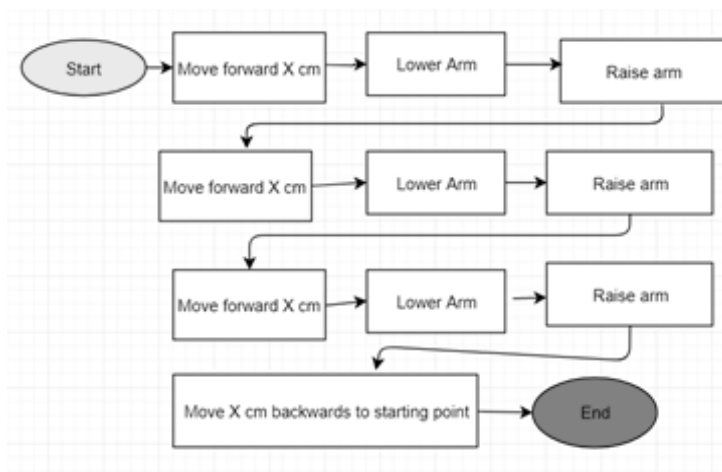 Start
Move forward X cm
Lower Arm
Raise arm
Move forward X cm
Lower Arm
Raise arm
Move forward X cm
Lower Arm
Raise arm
Move X cm backwards to starting point
End